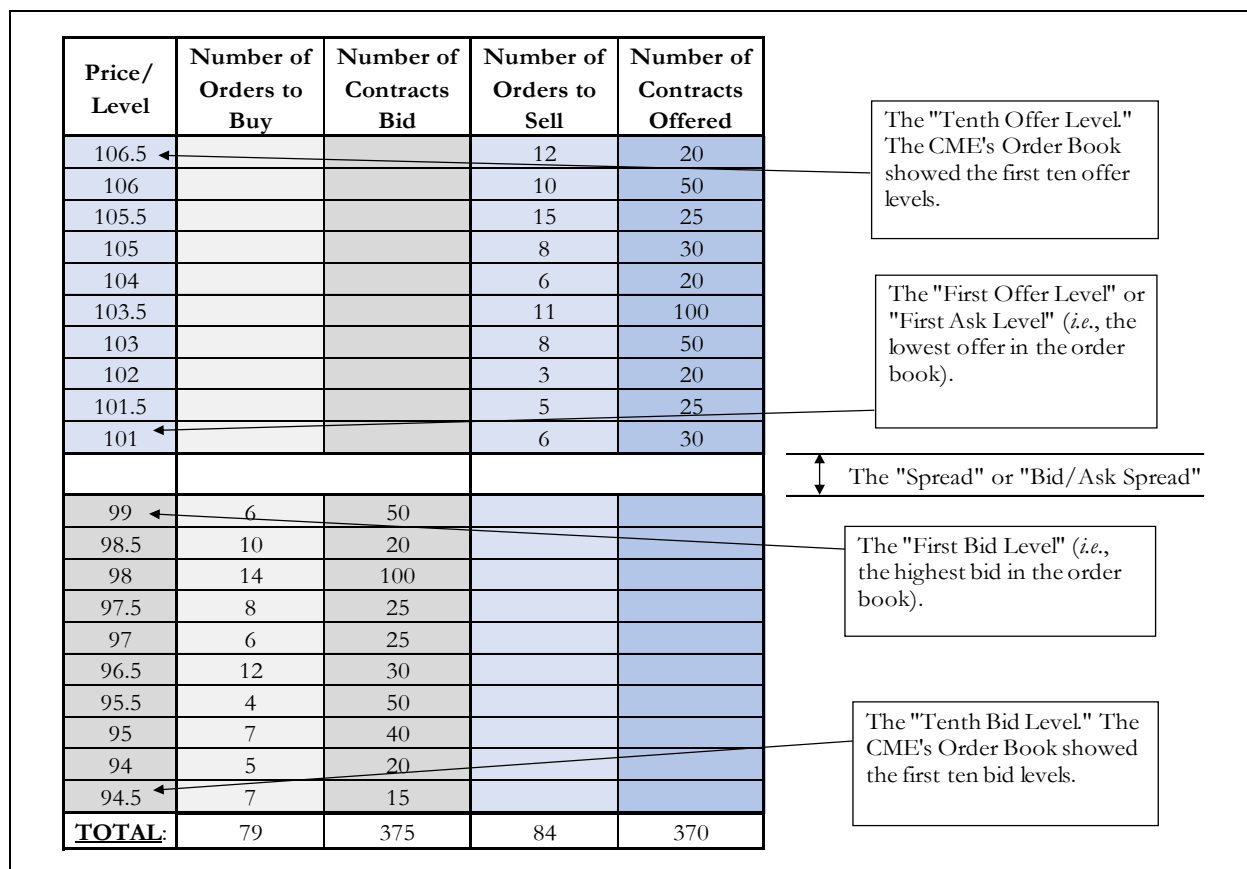 Price/ Level | Number of Orders to Buy | Number of Contracts Bid | Number of Orders to Sell | Number of Contracts Offered
106.5 | | | 12 | 20
106 | | | 10 | 50
105.5 | | | 15 | 25
105 | | | 8 | 30
104 | | | 6 | 20
103.5 | | | 11 | 100
103 | | | 8 | 50
102 | | | 3 | 20
101.5 | | | 5 | 25
101 | | | 6 | 30
99 | 6 | 50 | |
98.5 | 10 | 20 | |
98 | 14 | 100 | |
97.5 | 8 | 25 | |
97 | 6 | 25 | |
96.5 | 12 | 30 | |
95.5 | 4 | 50 | |
95 | 7 | 40 | |
94 | 5 | 20 | |
94.5 | 7 | 15 | |
TOTAL: | 79 | 375 | 84 | 370
The "Tenth Offer Level."
The CME's Order Book
showed the first ten offer
levels.
The "First Offer Level" or
"First Ask Level" (i.e., the
lowest offer in the order
book).
The "Spread" or "Bid/Ask Spread"
The "First Bid Level" (i.e.,
the highest bid in the order
book).
The "Tenth Bid Level." The
CME's Order Book showed
the first ten bid levels.